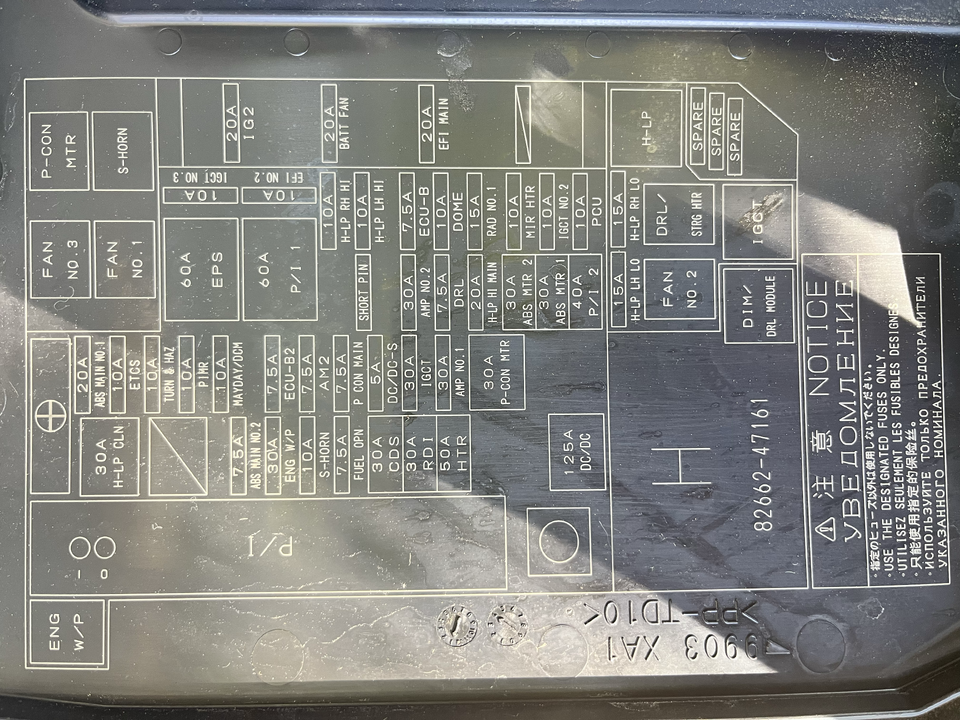 P-CON
MTR
S-HORN
20A
IG2
20A
BATT FAN
20A
EFI MAIN
H-LP
SPARE
SPARE
SPARE
10A
IGCT NO.3
10A
EFI NO.2
10A
H-LP RH HI
10A
H-LP LH HI
7.5A
ECU-B
10A
DOME
15A
RAD NO.1
10A
MIR HTR
10A
IGCT NO.2
10A
PCU
15A
H-LP RH LO
DRL/
STRG HTR
IGCT
FAN
NO.3
FAN
NO.1
60A
EPS
60A
P/I 1
SHORT PIN
30A
AMP NO.2
7.5A
DRL
20A
H-LP HI MAIN
30A
ABS MTR 2
30A
ABS MTR 1
40A
P/I 2
15A
H-LP LH LO
FAN
NO.2
DIM/
DRL MODULE
20A
ABS MAIN NO.1
10A
ETCS
10A
TURN & HAZ
10A
P1MR
10A
MAYDAY/DCM
7.5A
ECU-B2
7.5A
AM2
7.5A
P CON MAIN
5A
DC/DC-S
30A
IGCT
30A
AMP NO.1
30A
P-CON MTR
30A
H-LP CLN
7.5A
ABS MAIN NO.2
30A
ENG W/P
10A
S-HORN
7.5A
FUEL OPN
30A
CDS
30A
RDI
50A
HTR
125A
DC/DC
H
82662-47161
I O
P/I
ENG
W/P
⚠ 注意 NOTICE
УВЕДОМЛЕНИЕ
・指定のヒューズ以外は使用しないでください。
・USE THE DESIGNATED FUSES ONLY.
・UTILISEZ SEULEMENT LES FUSIBLES DESIGNES
・只能使用指定的保险丝。
・ИСПОЛЬЗУЙТЕ ТОЛЬКО ПРЕДОХРАНИТЕЛИ
УКАЗАННОГО НОМИНАЛА.
>PP-TD10<
9903 XA1